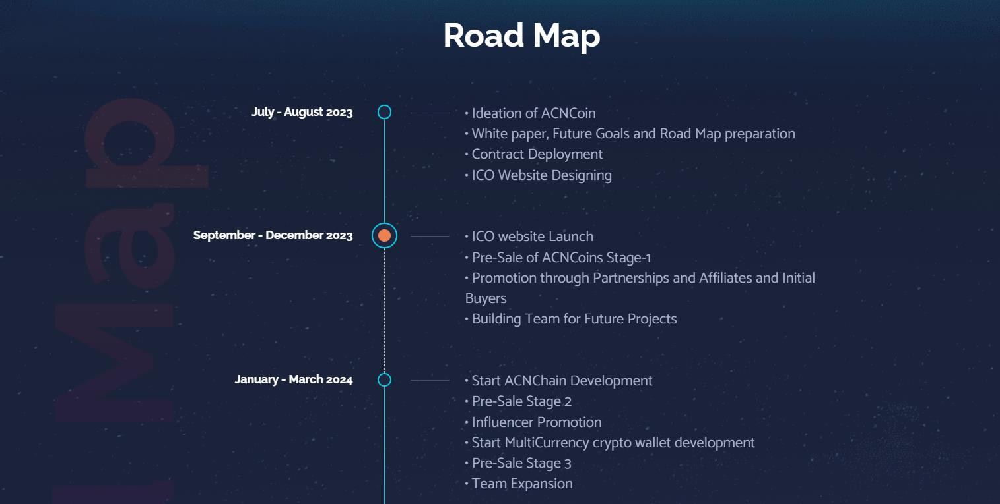 Road Map
July - August 2023
• Ideation of ACNCoin
• White paper, Future Goals and Road Map preparation
• Contract Deployment
• ICO Website Designing
September - December 2023
• ICO website Launch
• Pre-Sale of ACNCoins Stage-1
• Promotion through Partnerships and Affiliates and Initial
Buyers
• Building Team for Future Projects
January - March 2024
• Start ACNChain Development
• Pre-Sale Stage 2
• Influencer Promotion
• Start MultiCurrency crypto wallet development
• Pre-Sale Stage 3
• Team Expansion
Map